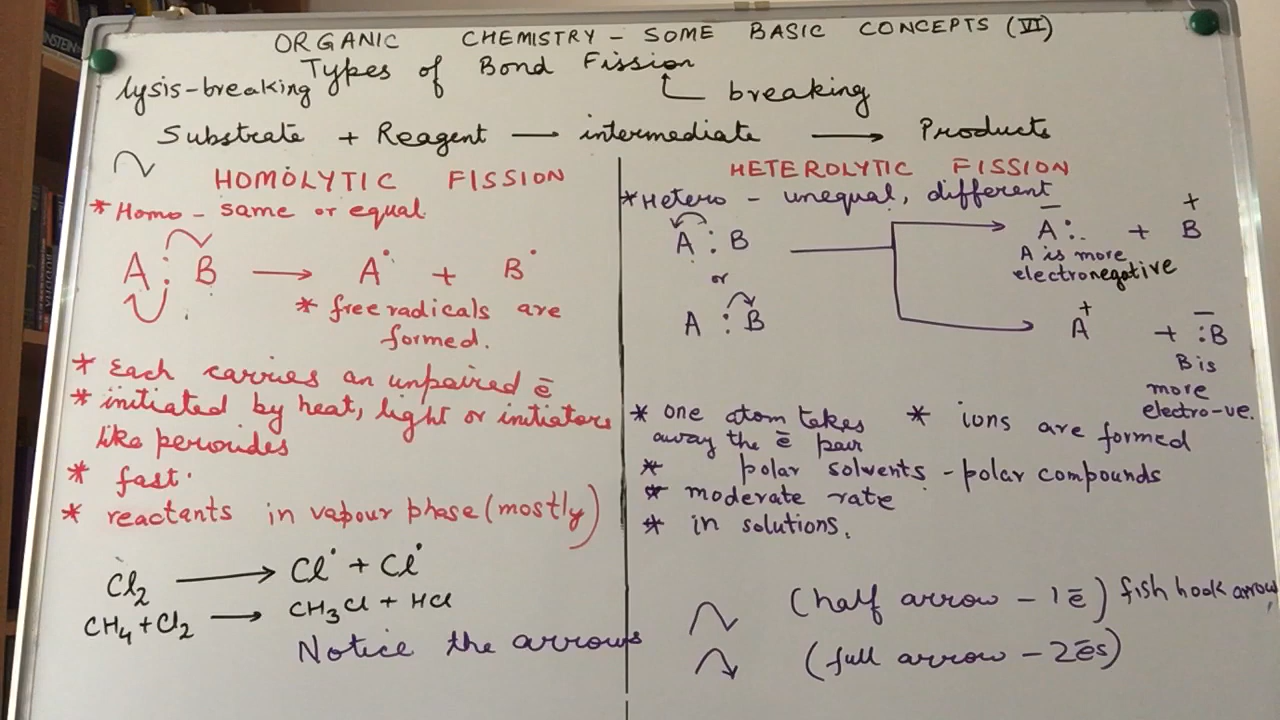 ORGANIC CHEMISTRY – SOME BASIC CONCEPTS (VI)
Types of Bond Fission
lysis-breaking
breaking
Substrate + Reagent → intermediate → Products
HOMOLYTIC FISSION
* Homo – same or equal
A : B → A˙ + B˙
* free radicals are
formed.
* Each carries an unpaired ē
* initiated by heat, light or initiators
like peroxides
* fast.
* reactants in vapour phase (mostly)
Cl₂ → Cl˙ + Cl˙
CH₄ + Cl₂ → CH₃Cl + HCl
Notice the arrows
HETEROLYTIC FISSION
* Hetero – unequal, different
A : B
or
A : B
A:⁻ + B⁺
A is more
electronegative
A⁺ + :B⁻
B is
more
electro-ve.
* one atom takes
away the ē pair
* ions are formed
* polar solvents - polar compounds
* moderate rate
* in solutions.
(half arrow – 1ē) fish hook arrow
(full arrow – 2ēs)